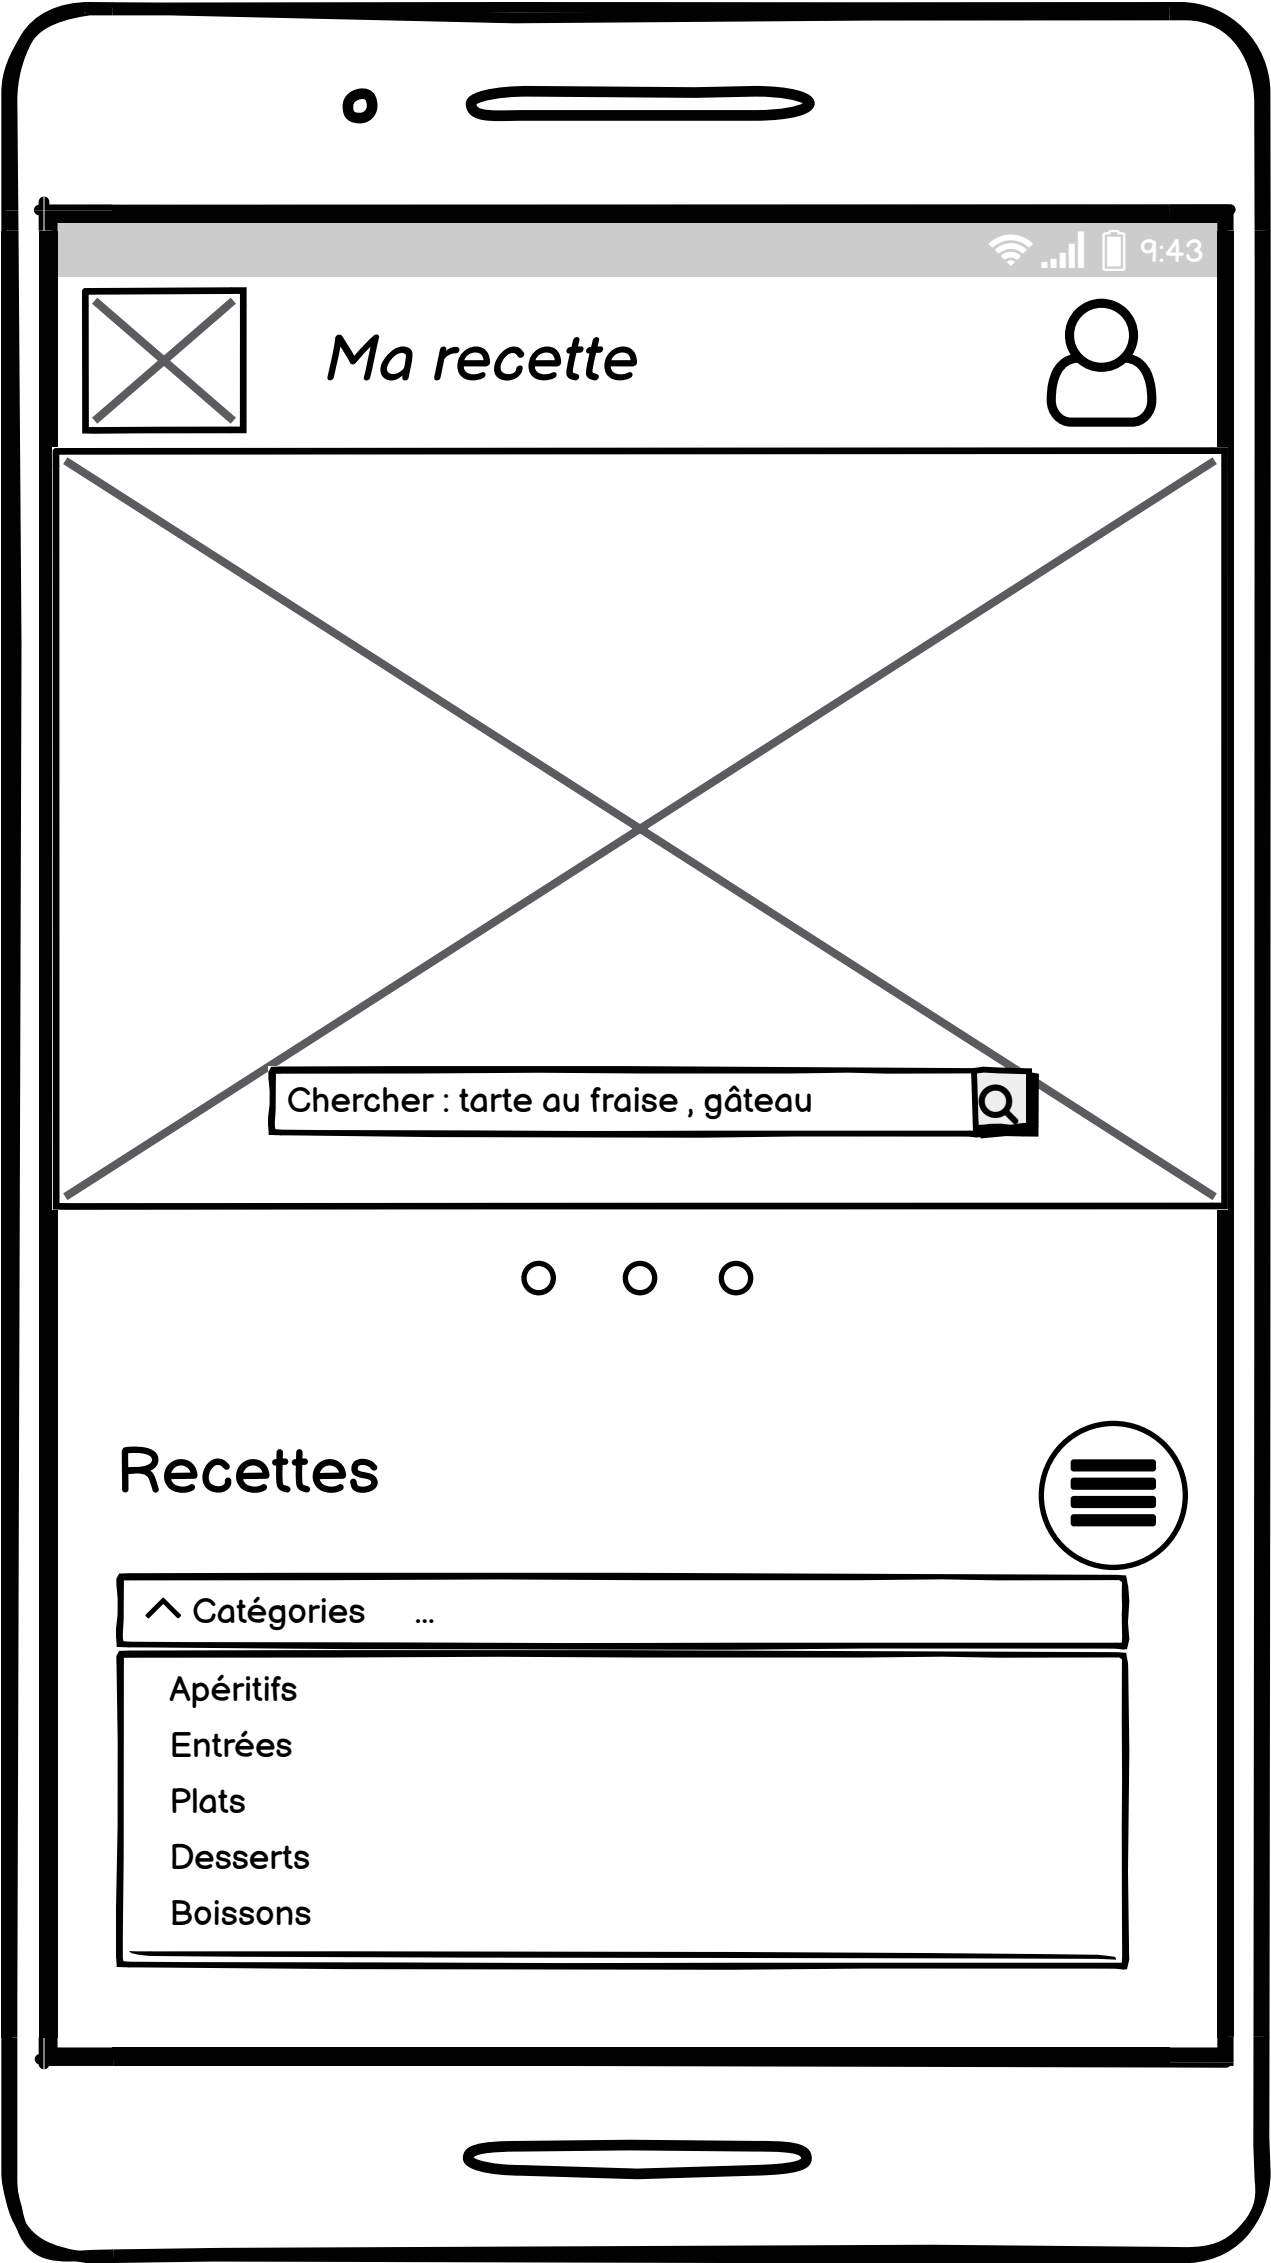 9:43
Ma recette
Chercher : tarte au fraise , gâteau
Recettes
Catégories ...
Apéritifs
Entrées
Plats
Desserts
Boissons